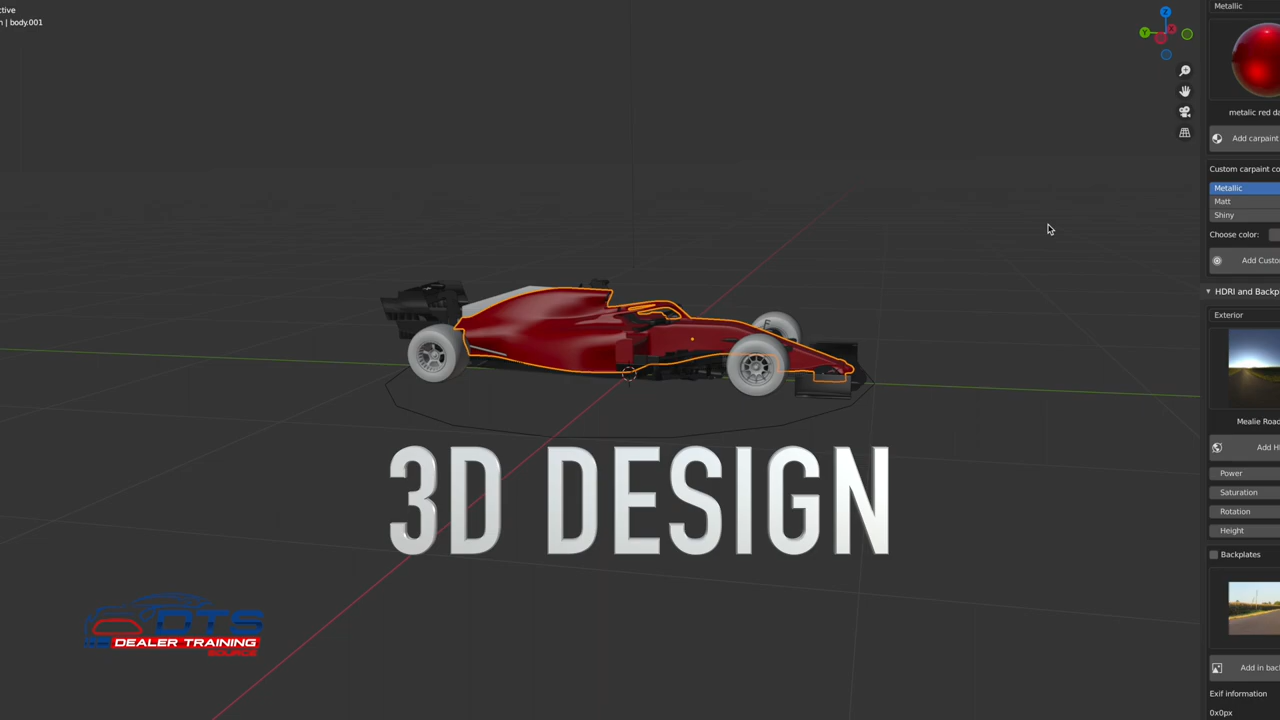 ctive
n | body.001
Z
Y
X
Metallic
metalic red da
Add carpaint
Custom carpaint co
Metallic
Matt
Shiny
Choose color:
Add Custo
HDRI and Backp
Exterior
Mealie Road
Add H
Power
Saturation
Rotation
Height
Backplates
Add in back
Exif information
0x0px
3D DESIGN
DTS
DEALER TRAINING
SOURCE